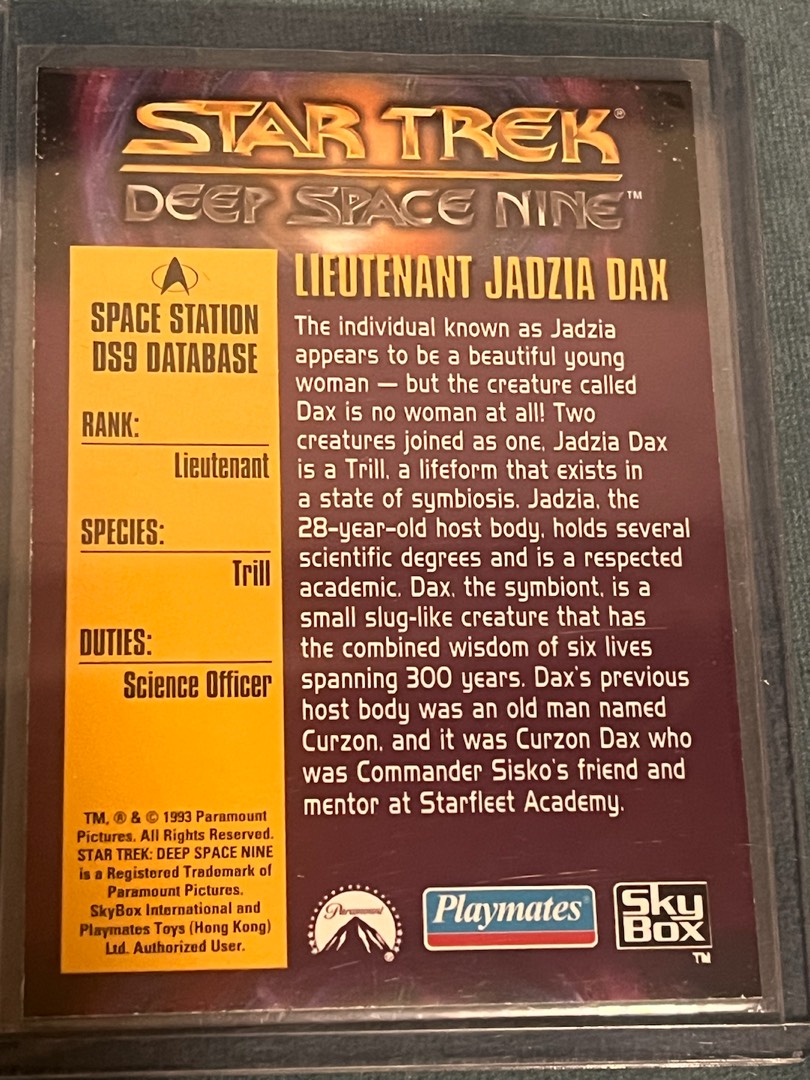 STAR TREK®
DEEP SPACE NINE™
SPACE STATION
DS9 DATABASE
RANK:
Lieutenant
SPECIES:
Trill
DUTIES:
Science Officer
TM, ® & © 1993 Paramount
Pictures. All Rights Reserved.
STAR TREK: DEEP SPACE NINE
is a Registered Trademark of
Paramount Pictures.
SkyBox International and
Playmates Toys (Hong Kong)
Ltd. Authorized User.
LIEUTENANT JADZIA DAX
The individual known as Jadzia
appears to be a beautiful young
woman — but the creature called
Dax is no woman at all! Two
creatures joined as one, Jadzia Dax
is a Trill, a lifeform that exists in
a state of symbiosis. Jadzia, the
28-year-old host body, holds several
scientific degrees and is a respected
academic. Dax, the symbiont, is a
small slug-like creature that has
the combined wisdom of six lives
spanning 300 years. Dax's previous
host body was an old man named
Curzon, and it was Curzon Dax who
was Commander Sisko's friend and
mentor at Starfleet Academy.
Paramount ®
Playmates®
Sky
Box
TM